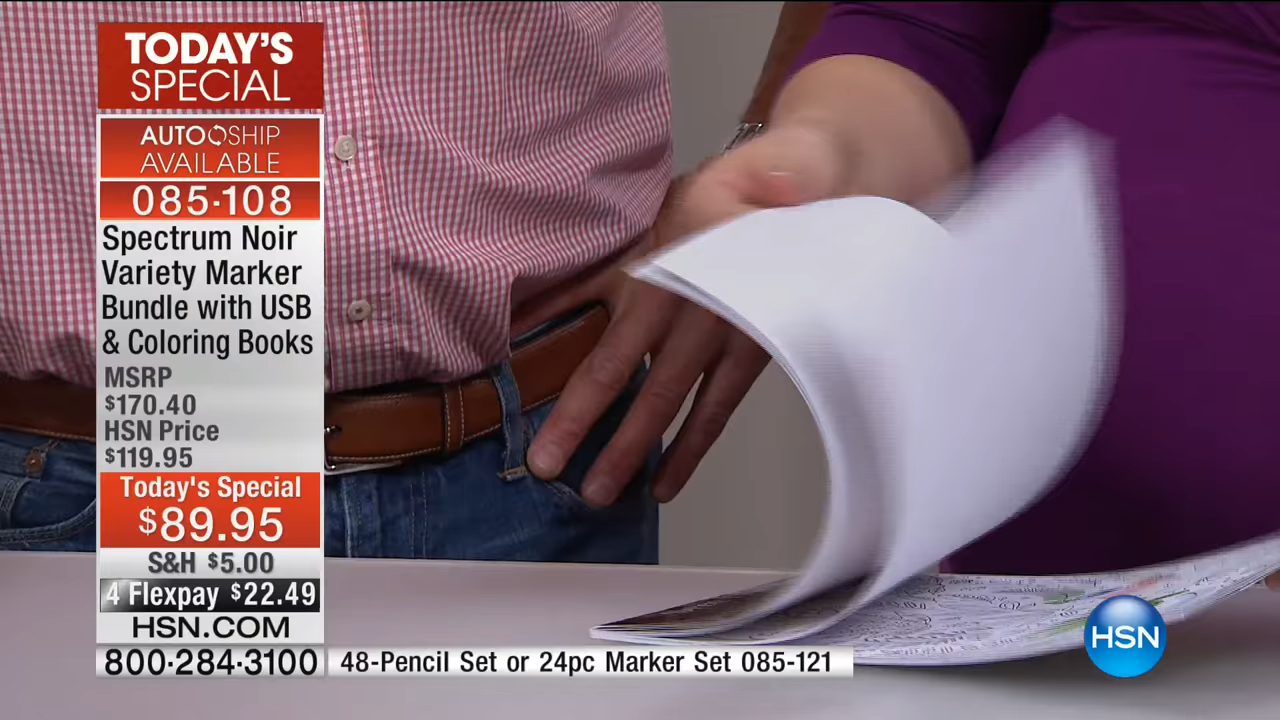 TODAY'S
SPECIAL
AUTO SHIP
AVAILABLE
085·108
Spectrum Noir
Variety Marker
Bundle with USB
& Coloring Books
MSRP
$170.40
HSN Price
$119.95
Today's Special
$89.95
S&H $5.00
4 Flexpay $22.49
HSN.COM
800·284·3100
48-Pencil Set or 24pc Marker Set 085-121
HSN